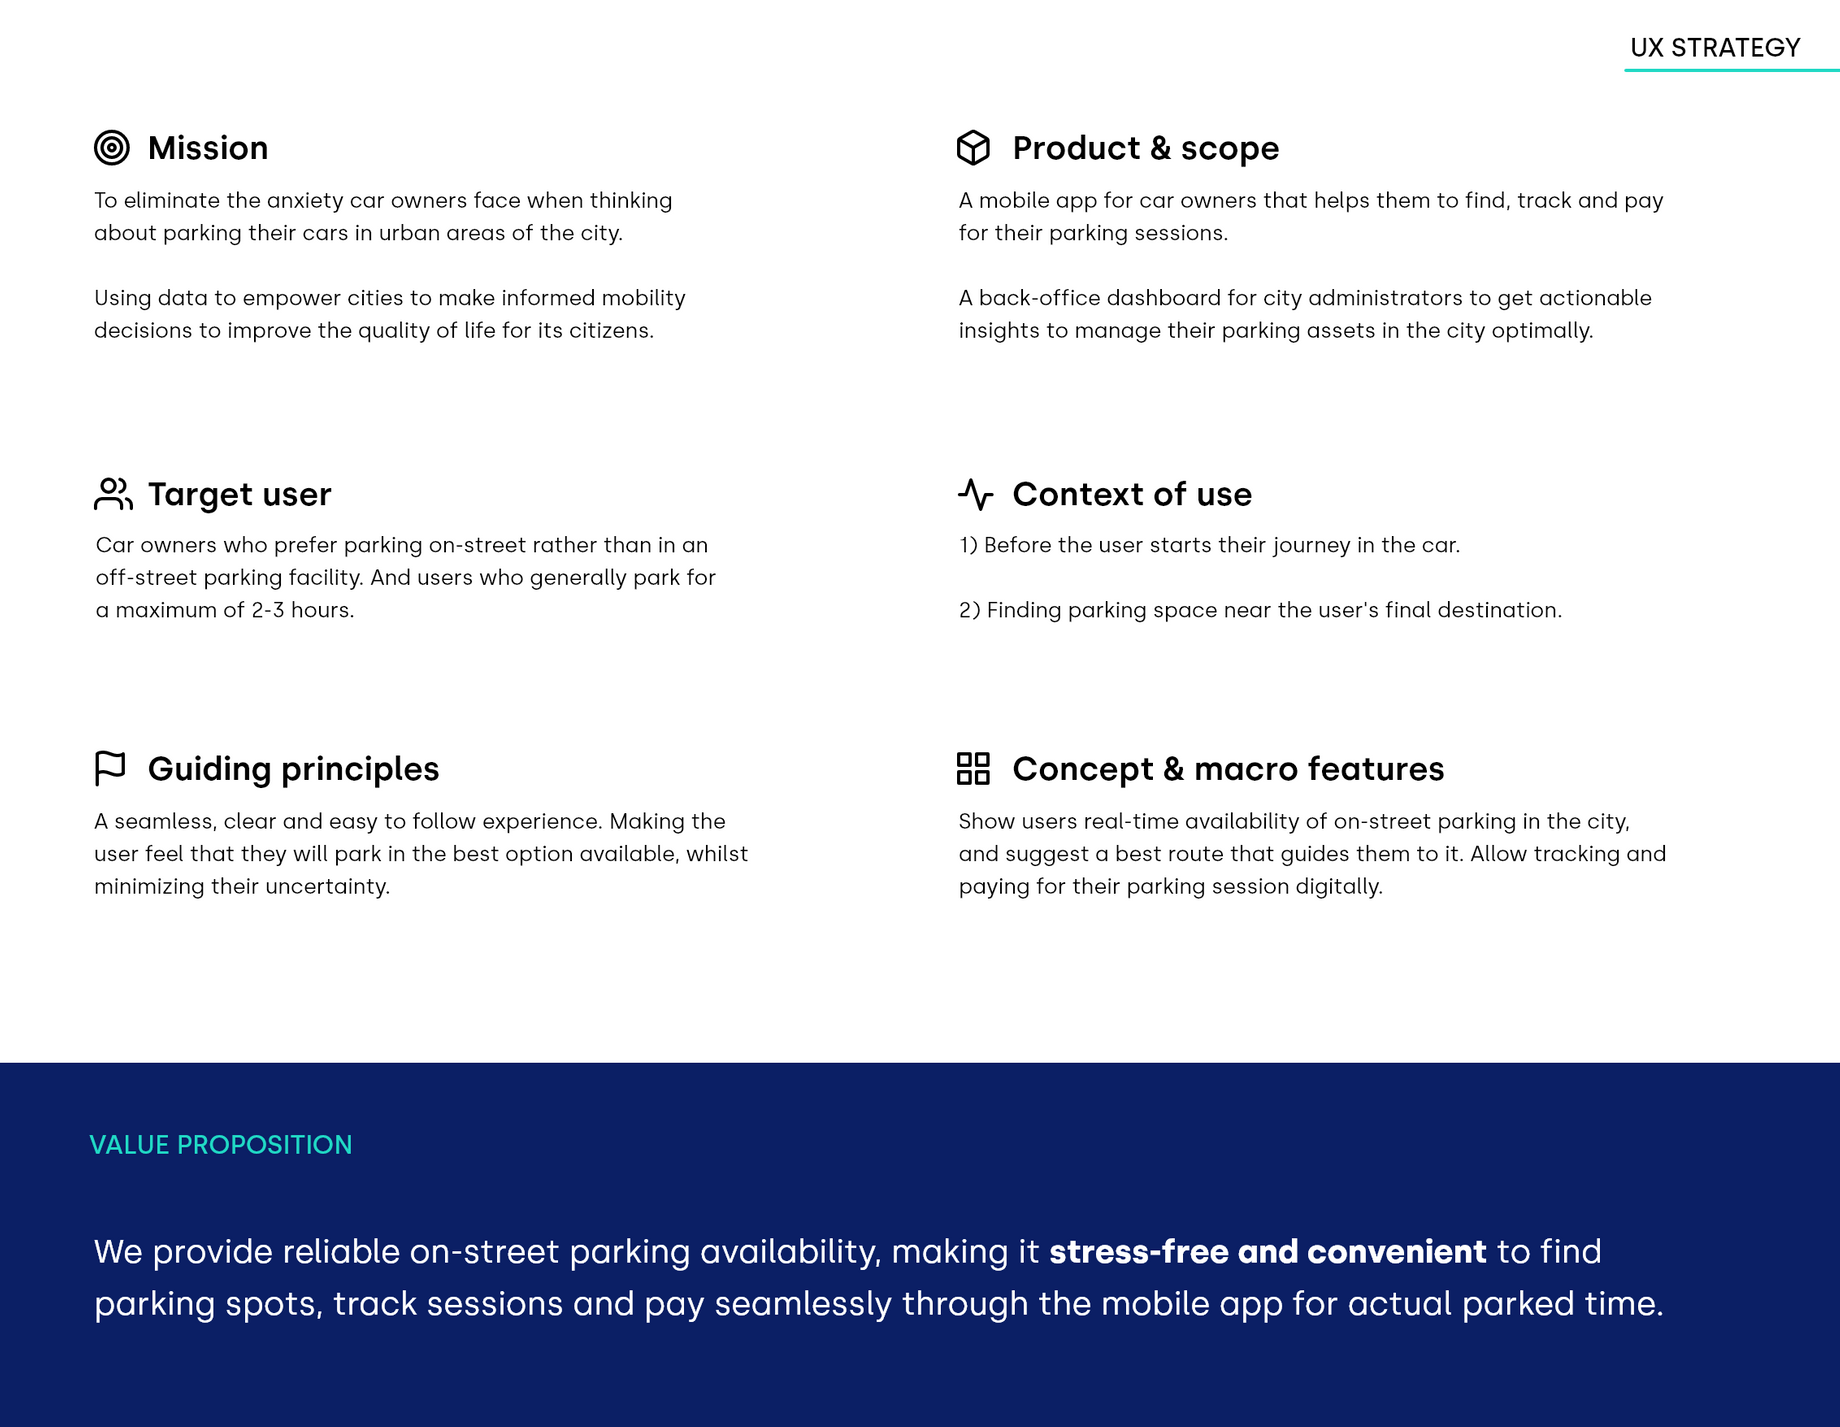 UX STRATEGY
Mission
To eliminate the anxiety car owners face when thinking
about parking their cars in urban areas of the city.
Using data to empower cities to make informed mobility
decisions to improve the quality of life for its citizens.
Product & scope
A mobile app for car owners that helps them to find, track and pay
for their parking sessions.
A back-office dashboard for city administrators to get actionable
insights to manage their parking assets in the city optimally.
Target user
Car owners who prefer parking on-street rather than in an
off-street parking facility. And users who generally park for
a maximum of 2-3 hours.
Context of use
1) Before the user starts their journey in the car.
2) Finding parking space near the user's final destination.
Guiding principles
A seamless, clear and easy to follow experience. Making the
user feel that they will park in the best option available, whilst
minimizing their uncertainty.
Concept & macro features
Show users real-time availability of on-street parking in the city,
and suggest a best route that guides them to it. Allow tracking and
paying for their parking session digitally.
VALUE PROPOSITION
We provide reliable on-street parking availability, making it stress-free and convenient to find
parking spots, track sessions and pay seamlessly through the mobile app for actual parked time.